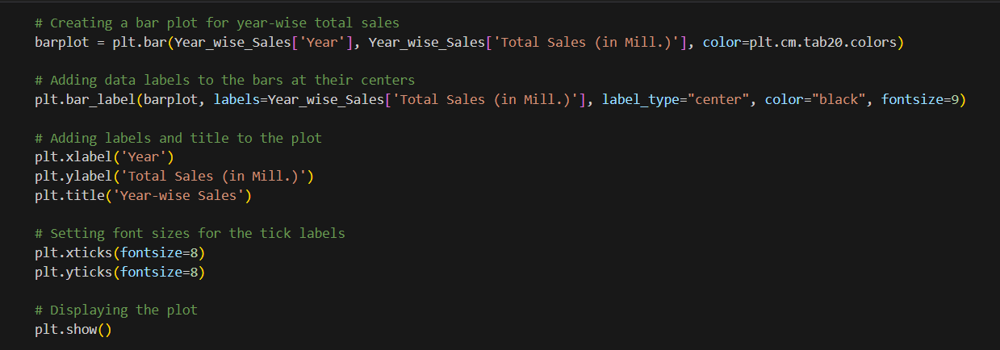 # Creating a bar plot for year-wise total sales
barplot = plt.bar(Year_wise_Sales['Year'], Year_wise_Sales['Total Sales (in Mill.)'], color=plt.cm.tab20.colors)
# Adding data labels to the bars at their centers
plt.bar_label(barplot, labels=Year_wise_Sales['Total Sales (in Mill.)'], label_type="center", color="black", fontsize=9)
# Adding labels and title to the plot
plt.xlabel('Year')
plt.ylabel('Total Sales (in Mill.)')
plt.title('Year-wise Sales')
# Setting font sizes for the tick labels
plt.xticks(fontsize=8)
plt.yticks(fontsize=8)
# Displaying the plot
plt.show()